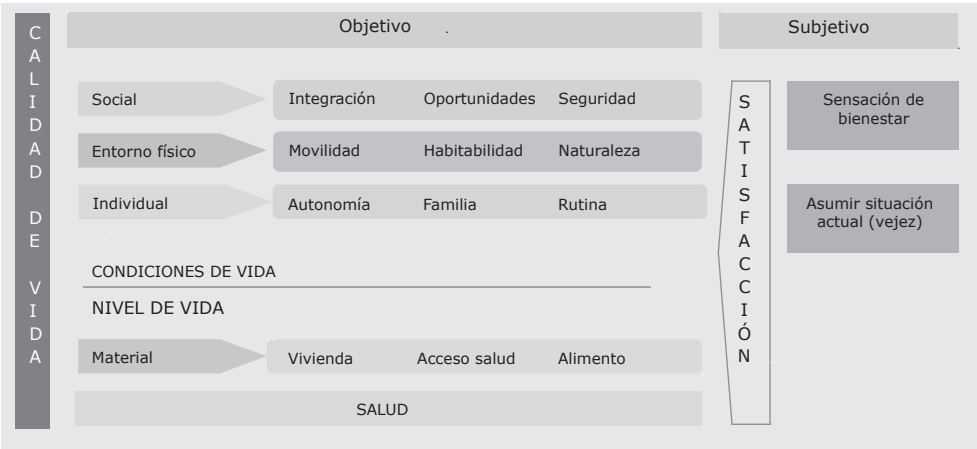 CALIDAD DE VIDA
Objetivo
Subjetivo
Social
Integración Oportunidades Seguridad
Entorno físico
Movilidad Habitabilidad Naturaleza
Individual
Autonomía Familia Rutina
CONDICIONES DE VIDA
NIVEL DE VIDA
Material
Vivienda Acceso salud Alimento
SALUD
SATISFACCIÓN
Sensación de
bienestar
Asumir situación
actual (vejez)